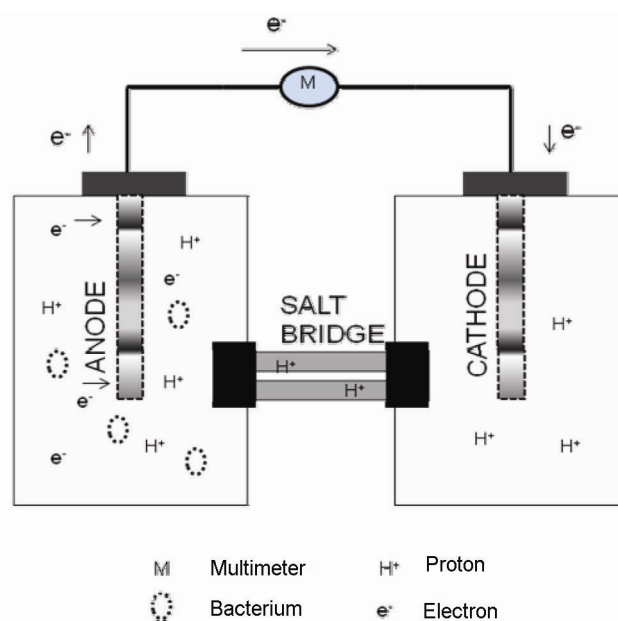 e⁻
M
e⁻
e⁻
e⁻
H⁺
e⁻
H⁺
ANODE
SALT
BRIDGE
CATHODE
H⁺
H⁺
H⁺
H⁺
e⁻
H⁺
e⁻
H⁺
H⁺
M Multimeter
H⁺ Proton
Bacterium
e⁻ Electron